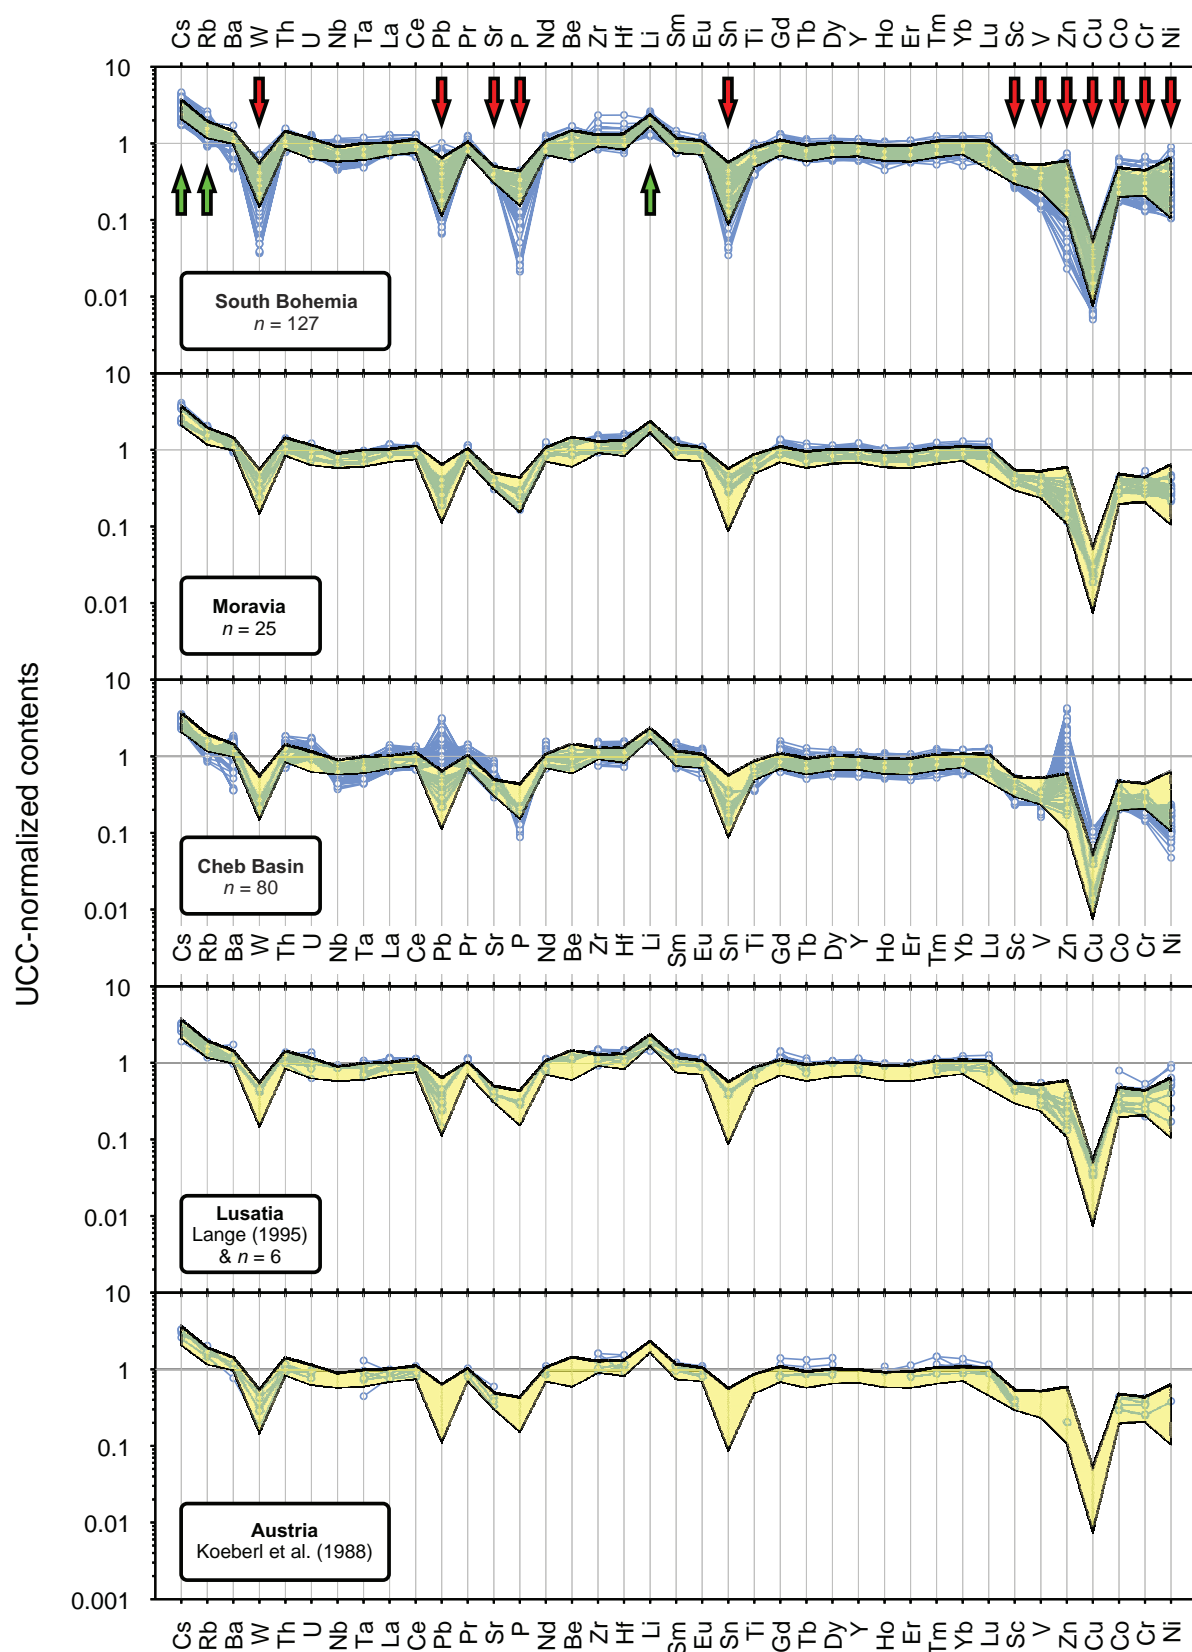 Cs Rb Ba W Th U Nb Ta La Ce Pb Pr Sr P Nd Be Zr Hf Li Sm Eu Sn Ti Gd Tb Dy Y Ho Er Tm Yb Lu Sc V Zn Cu Co Cr Ni
10
1
0.1
0.01
South Bohemia
n = 127
10
1
0.1
0.01
Moravia
n = 25
UCC-normalized contents
10
1
0.1
0.01
Cheb Basin
n = 80
Cs Rb Ba W Th U Nb Ta La Ce Pb Pr Sr P Nd Be Zr Hf Li Sm Eu Sn Ti Gd Tb Dy Y Ho Er Tm Yb Lu Sc V Zn Cu Co Cr Ni
10
1
0.1
0.01
Lusatia
Lange (1995)
& n = 6
10
1
0.1
0.01
0.001
Austria
Koeberl et al. (1988)
Cs Rb Ba W Th U Nb Ta La Ce Pb Pr Sr P Nd Be Zr Hf Li Sm Eu Sn Ti Gd Tb Dy Y Ho Er Tm Yb Lu Sc V Zn Cu Co Cr Ni